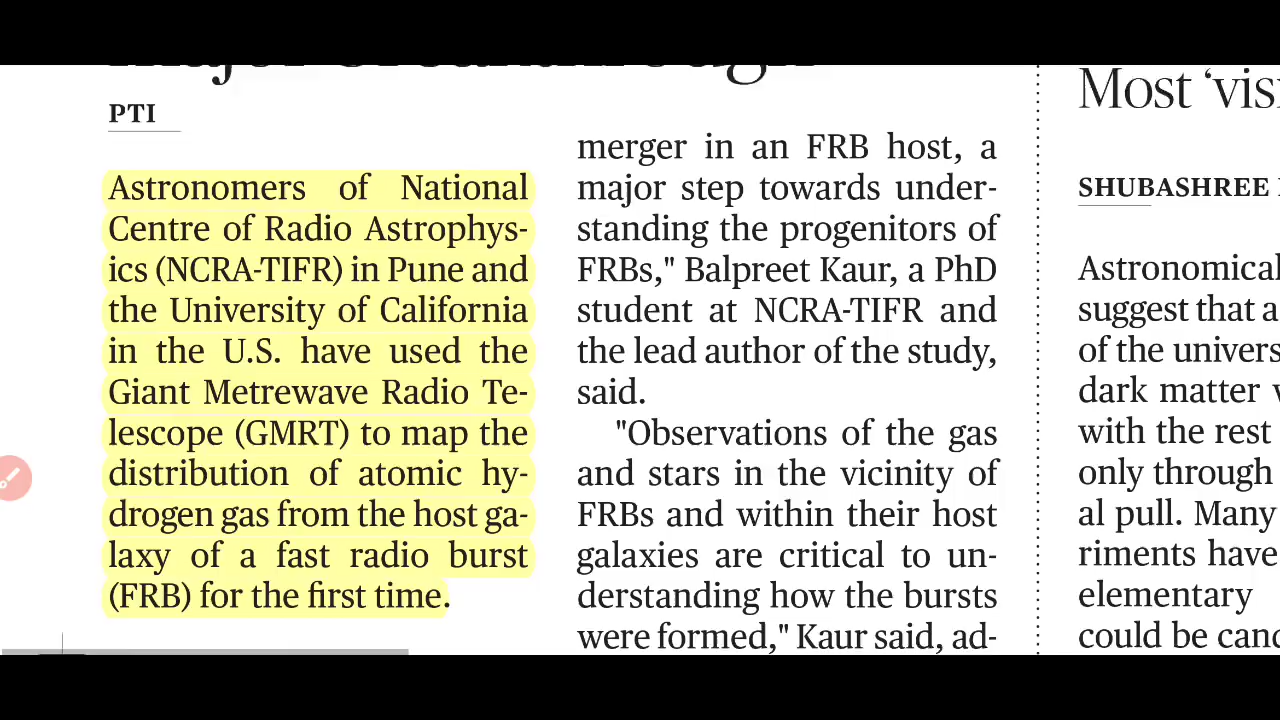 PTI
Astronomers of National
Centre of Radio Astrophys-
ics (NCRA-TIFR) in Pune and
the University of California
in the U.S. have used the
Giant Metrewave Radio Te-
lescope (GMRT) to map the
distribution of atomic hy-
drogen gas from the host ga-
laxy of a fast radio burst
(FRB) for the first time.
merger in an FRB host, a
major step towards under-
standing the progenitors of
FRBs," Balpreet Kaur, a PhD
student at NCRA-TIFR and
the lead author of the study,
said.
"Observations of the gas
and stars in the vicinity of
FRBs and within their host
galaxies are critical to un-
derstanding how the bursts
were formed," Kaur said, ad-
Most
SHUBASHREE
Astronomical
suggest that a
of the
dark matter
with the rest
only through
al pull. Many
riments have
elementary
could be